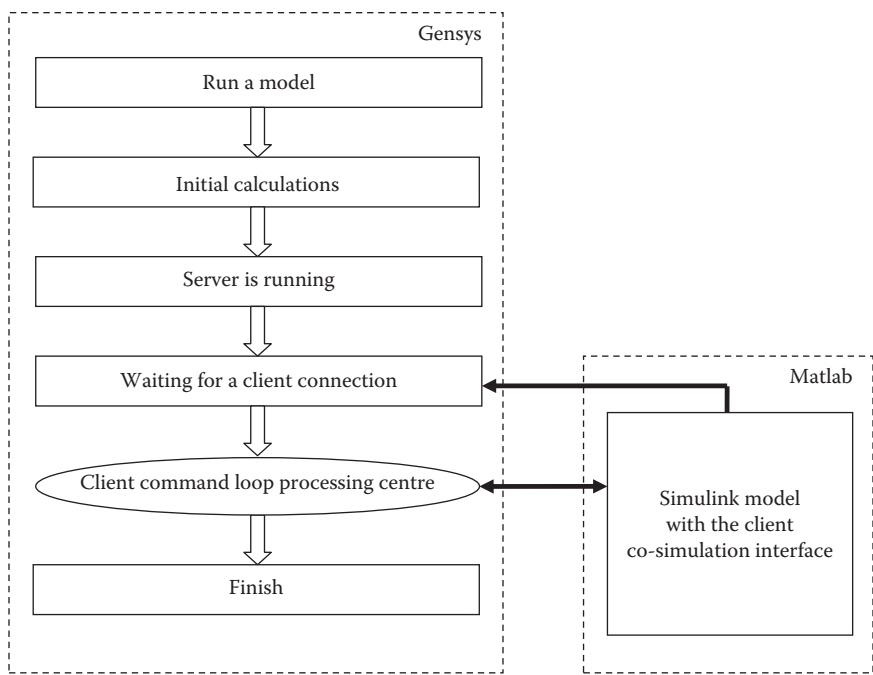 Gensys
Run a model
Initial calculations
Server is running
Waiting for a client connection
Client command loop processing centre
Finish
Matlab
Simulink model
with the client
co-simulation interface